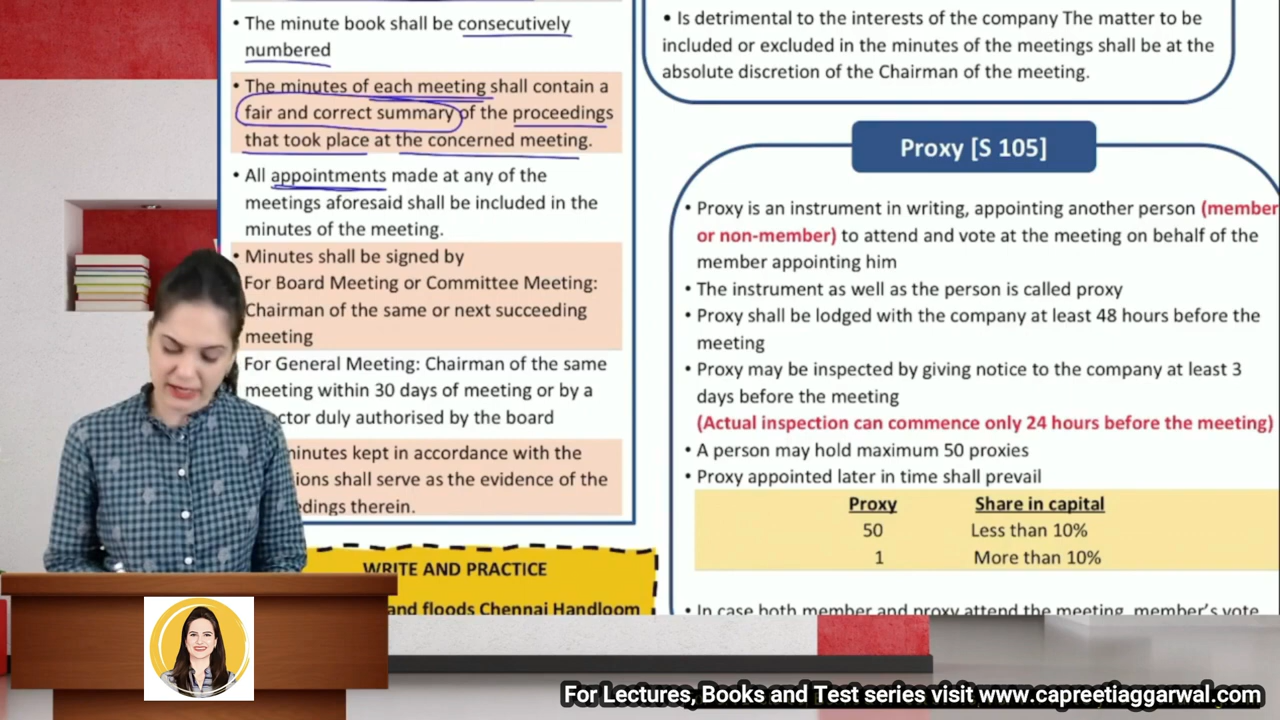 • The minute book shall be consecutively
numbered
• The minutes of each meeting shall contain a
fair and correct summary of the proceedings
that took place at the concerned meeting.
• All appointments made at any of the
meetings aforesaid shall be included in the
minutes of the meeting.
• Minutes shall be signed by
For Board Meeting or Committee Meeting:
Chairman of the same or next succeeding
meeting
For General Meeting: Chairman of the same
meeting within 30 days of meeting or by a
ctor duly authorised by the board
inutes kept in accordance with the
ions shall serve as the evidence of the
edings therein.
WRITE AND PRACTICE
and floods Chennai Handloom
• Is detrimental to the interests of the company The matter to be
included or excluded in the minutes of the meetings shall be at the
absolute discretion of the Chairman of the meeting.
Proxy [S 105]
• Proxy is an instrument in writing, appointing another person (member
or non-member) to attend and vote at the meeting on behalf of the
member appointing him
• The instrument as well as the person is called proxy
• Proxy shall be lodged with the company at least 48 hours before the
meeting
• Proxy may be inspected by giving notice to the company at least 3
days before the meeting
(Actual inspection can commence only 24 hours before the meeting)
• A person may hold maximum 50 proxies
• Proxy appointed later in time shall prevail
Proxy Share in capital
50 Less than 10%
1 More than 10%
• In case both member and proxy attend the meeting, member's vote
For Lectures, Books and Test series visit www.capreetiaggarwal.com